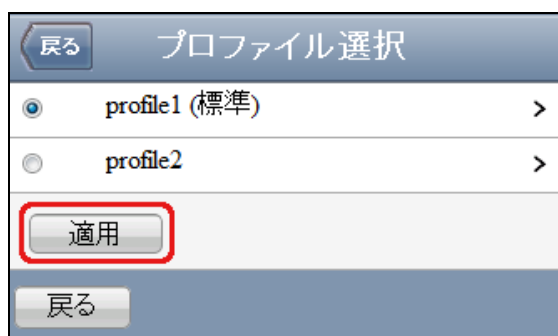 戻る プロファイル選択
profile1 (標準) >
profile2 >
適用
戻る